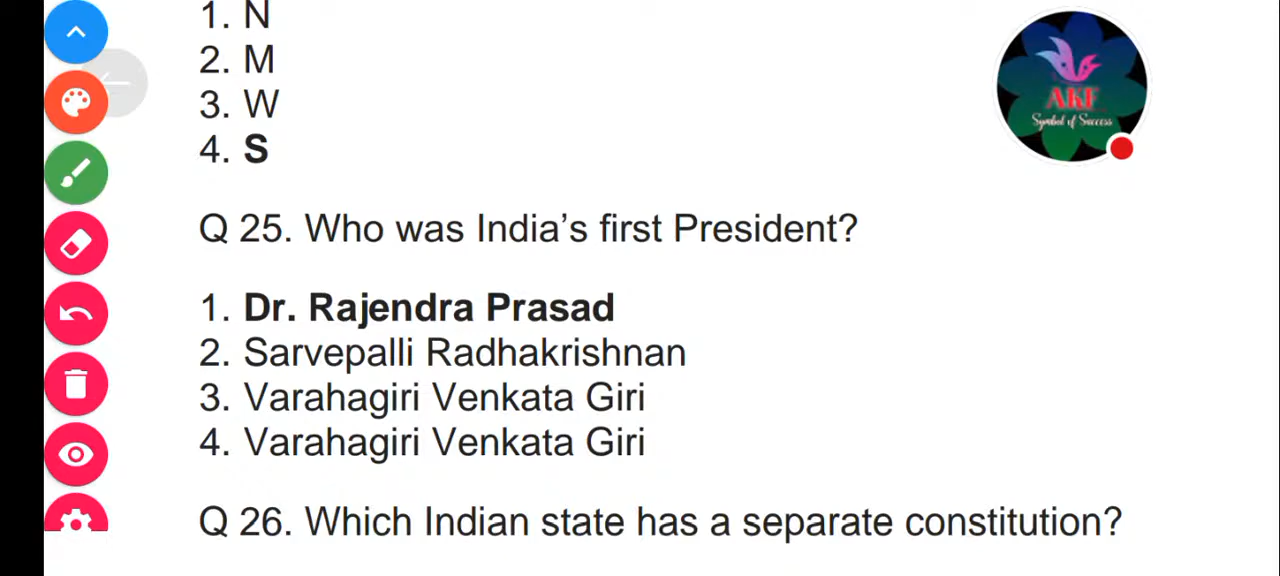 1. N
2. M
3. W
4. S
AKF
Symbol of Success
Q 25. Who was India’s first President?
1. Dr. Rajendra Prasad
2. Sarvepalli Radhakrishnan
3. Varahagiri Venkata Giri
4. Varahagiri Venkata Giri
Q 26. Which Indian state has a separate constitution?